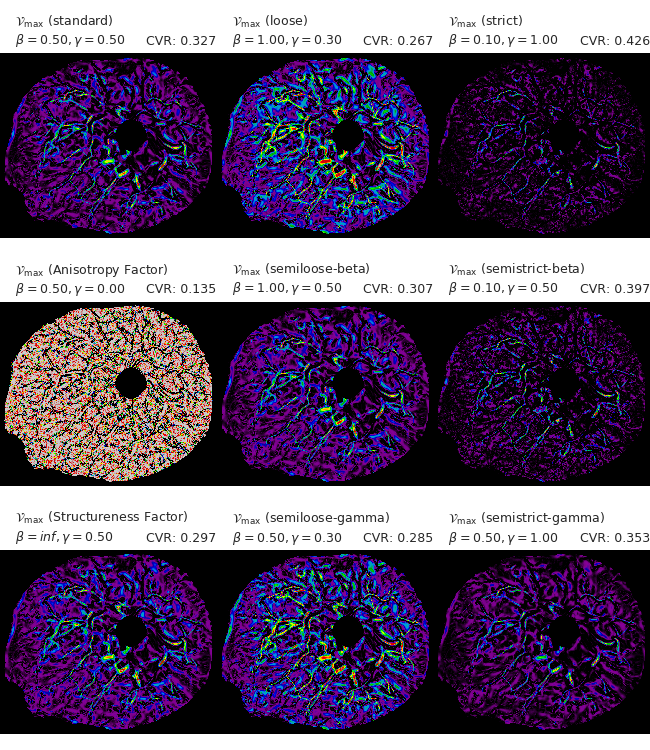 𝒱max (standard)
β = 0.50, γ = 0.50 CVR: 0.327
𝒱max (loose)
β = 1.00, γ = 0.30 CVR: 0.267
𝒱max (strict)
β = 0.10, γ = 1.00 CVR: 0.426
𝒱max (Anisotropy Factor)
β = 0.50, γ = 0.00 CVR: 0.135
𝒱max (semiloose-beta)
β = 1.00, γ = 0.50 CVR: 0.307
𝒱max (semistrict-beta)
β = 0.10, γ = 0.50 CVR: 0.397
𝒱max (Structureness Factor)
β = inf, γ = 0.50 CVR: 0.297
𝒱max (semiloose-gamma)
β = 0.50, γ = 0.30 CVR: 0.285
𝒱max (semistrict-gamma)
β = 0.50, γ = 1.00 CVR: 0.353